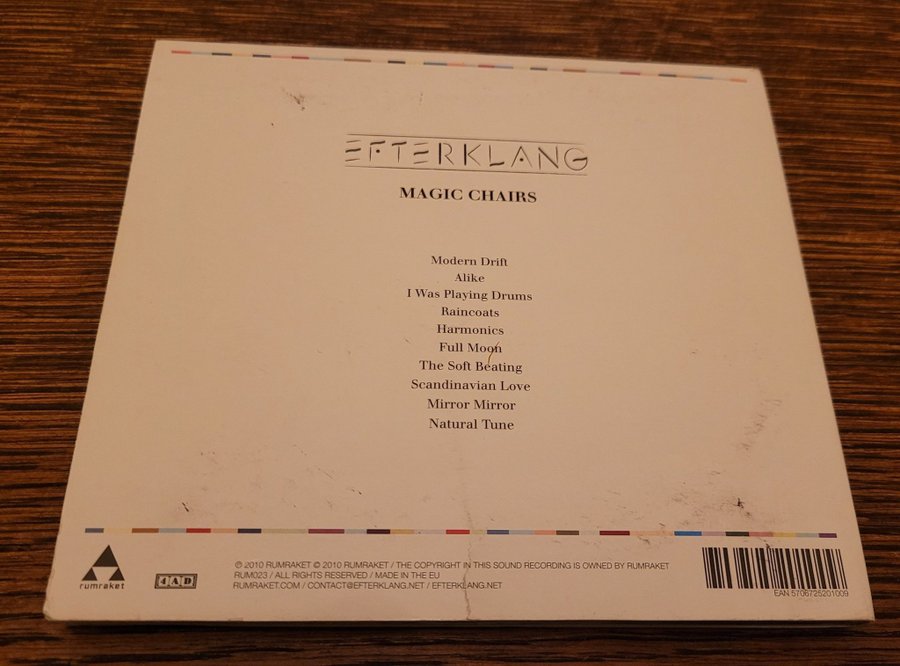 EFTERKLANG
MAGIC CHAIRS
Modern Drift
Alike
I Was Playing Drums
Raincoats
Harmonics
Full Moon
The Soft Beating
Scandinavian Love
Mirror Mirror
Natural Tune
rumraket
4AD
℗ 2010 RUMRAKET © 2010 RUMRAKET / THE COPYRIGHT IN THIS SOUND RECORDING IS OWNED BY RUMRAKET
RUM023 / ALL RIGHTS RESERVED / MADE IN THE EU
RUMRAKET.COM / CONTACT@EFTERKLANG.NET / EFTERKLANG.NET
EAN 5706725201009